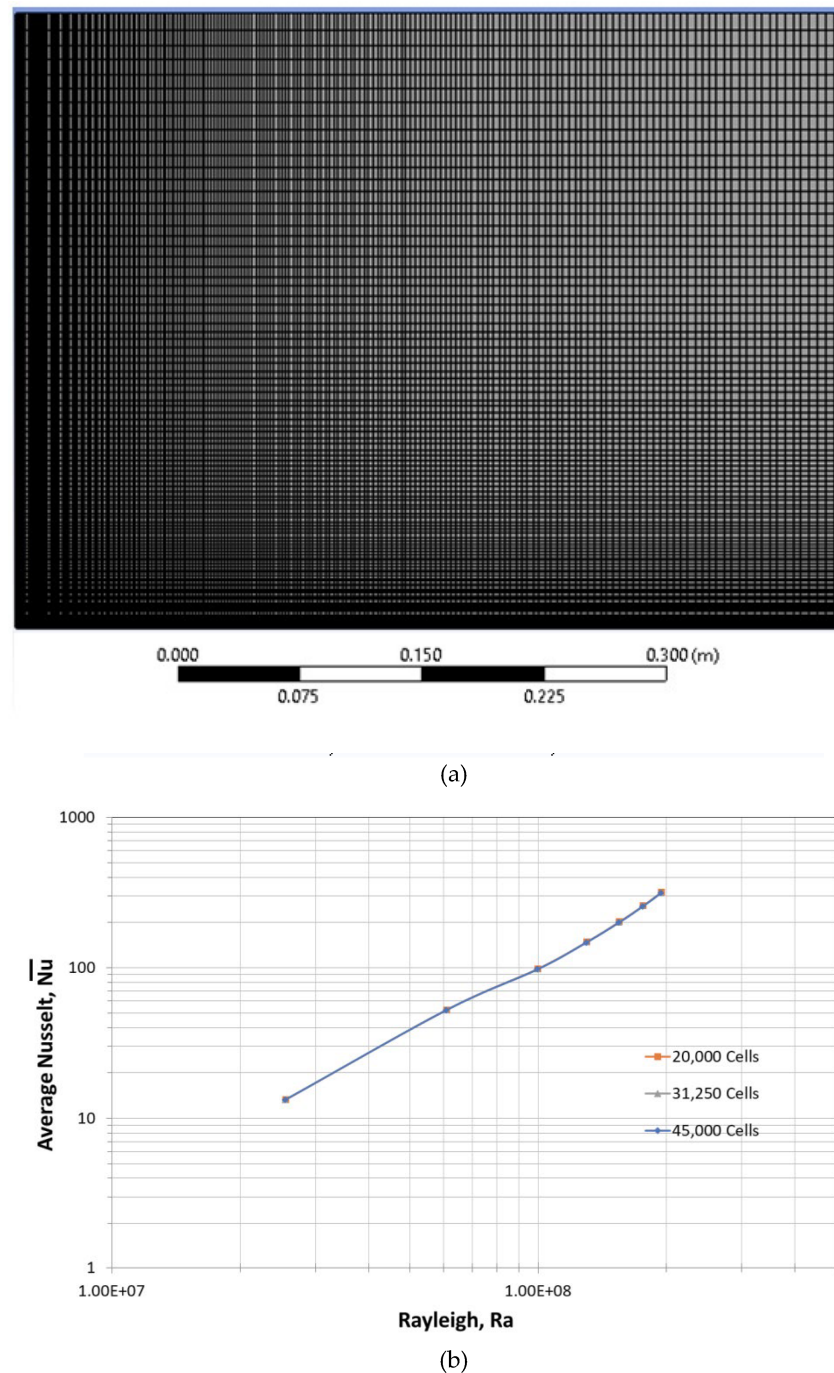 0.000 0.150 0.300 (m)
0.075 0.225
(a)
1000
100
10
1
Average Nusselt, Nu
20,000 Cells
31,250 Cells
45,000 Cells
1.00E+07 1.00E+08
Rayleigh, Ra
(b)